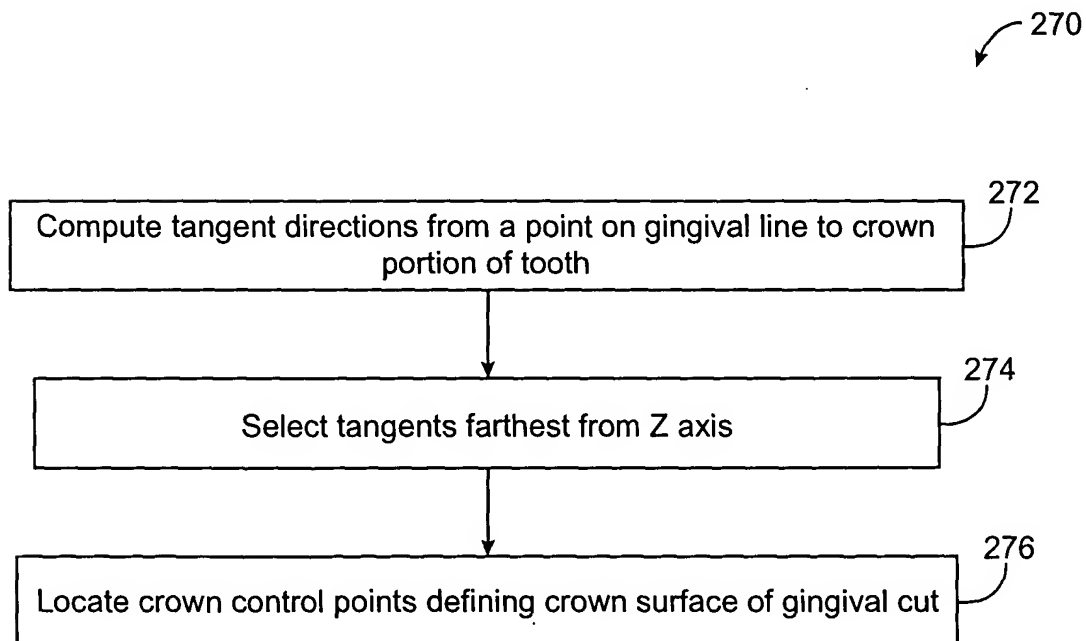 270
272
Compute tangent directions from a point on gingival line to crown
portion of tooth
274
Select tangents farthest from Z axis
276
Locate crown control points defining crown surface of gingival cut